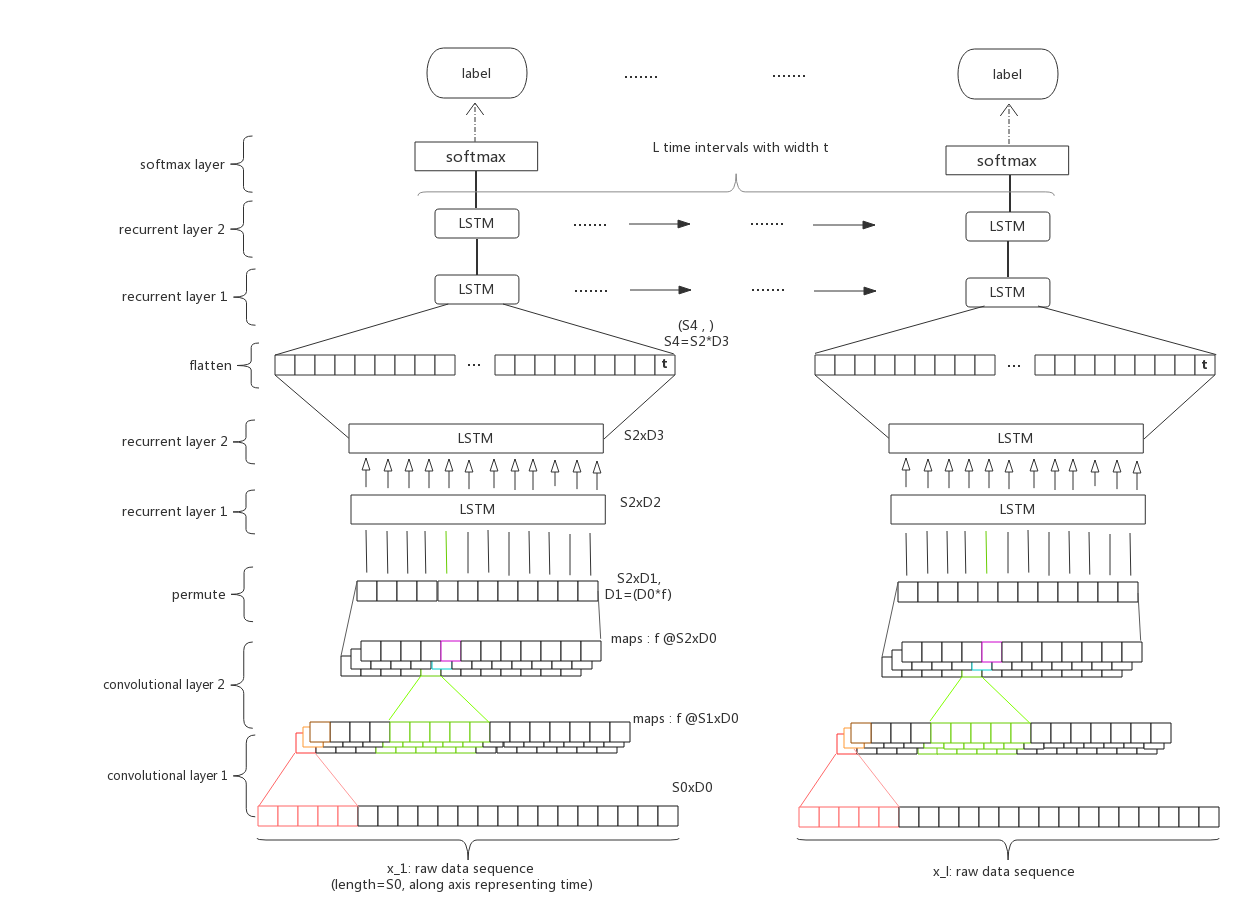 label
.......
.......
label
softmax layer
softmax
L time intervals with width t
softmax
recurrent layer 2
LSTM
.......
.......
LSTM
recurrent layer 1
LSTM
.......
.......
LSTM
(S4 , )
S4=S2*D3
flatten
...
t
...
t
recurrent layer 2
LSTM
S2xD3
LSTM
recurrent layer 1
LSTM
S2xD2
LSTM
permute
S2xD1,
D1=(D0*f)
maps : f @S2xD0
convolutional layer 2
maps : f @S1xD0
convolutional layer 1
S0xD0
x_1: raw data sequence
(length=S0, along axis representing time)
x_l: raw data sequence